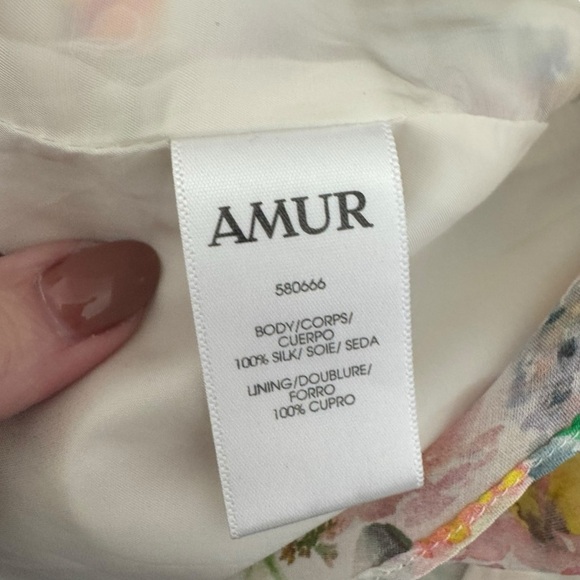 AMUR
580666
BODY/CORPS/
CUERPO
100% SILK/ SOIE/ SEDA
LINING/DOUBLURE/
FORRO
100% CUPRO